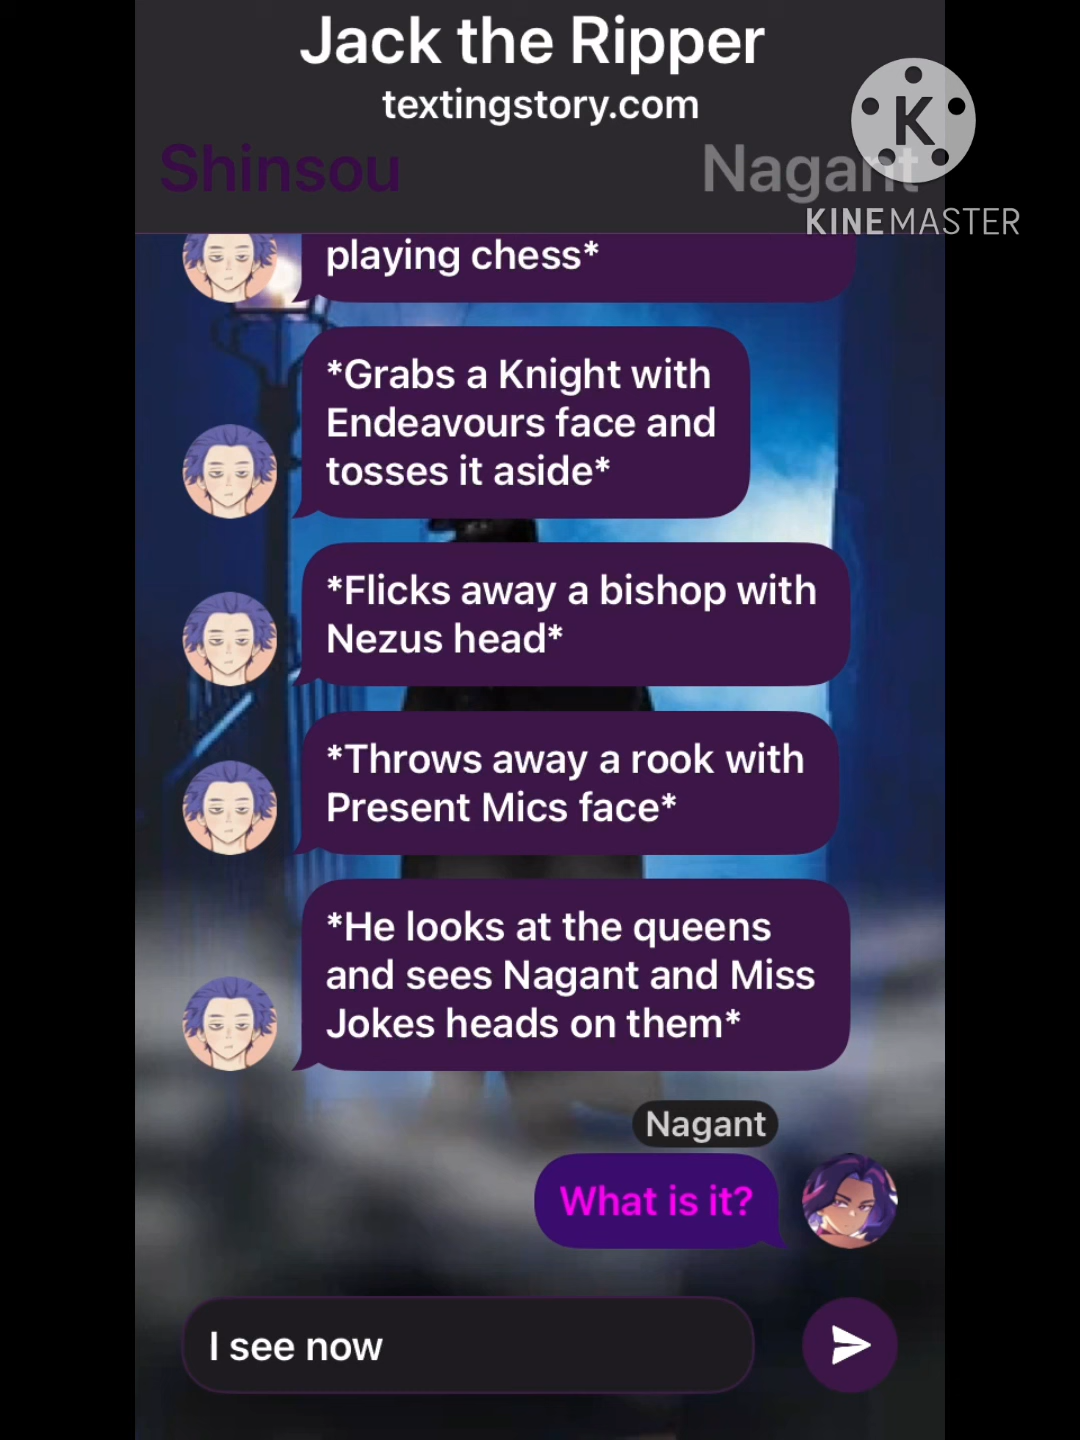 Jack the Ripper
textingstory.com
Shinsou
Nagant
K
KINEMASTER
playing chess*
*Grabs a Knight with
Endeavours face and
tosses it aside*
*Flicks away a bishop with
Nezus head*
*Throws away a rook with
Present Mics face*
*He looks at the queens
and sees Nagant and Miss
Jokes heads on them*
Nagant
What is it?
I see now